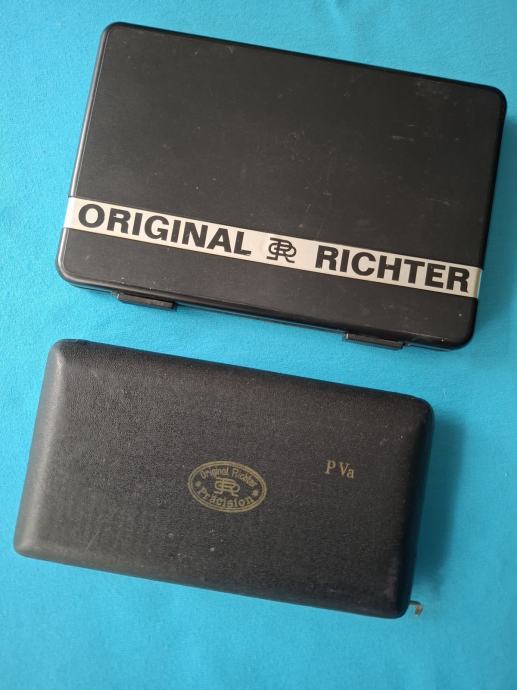 ORIGINAL RICHTER
Original Richter
Präcision
P Va